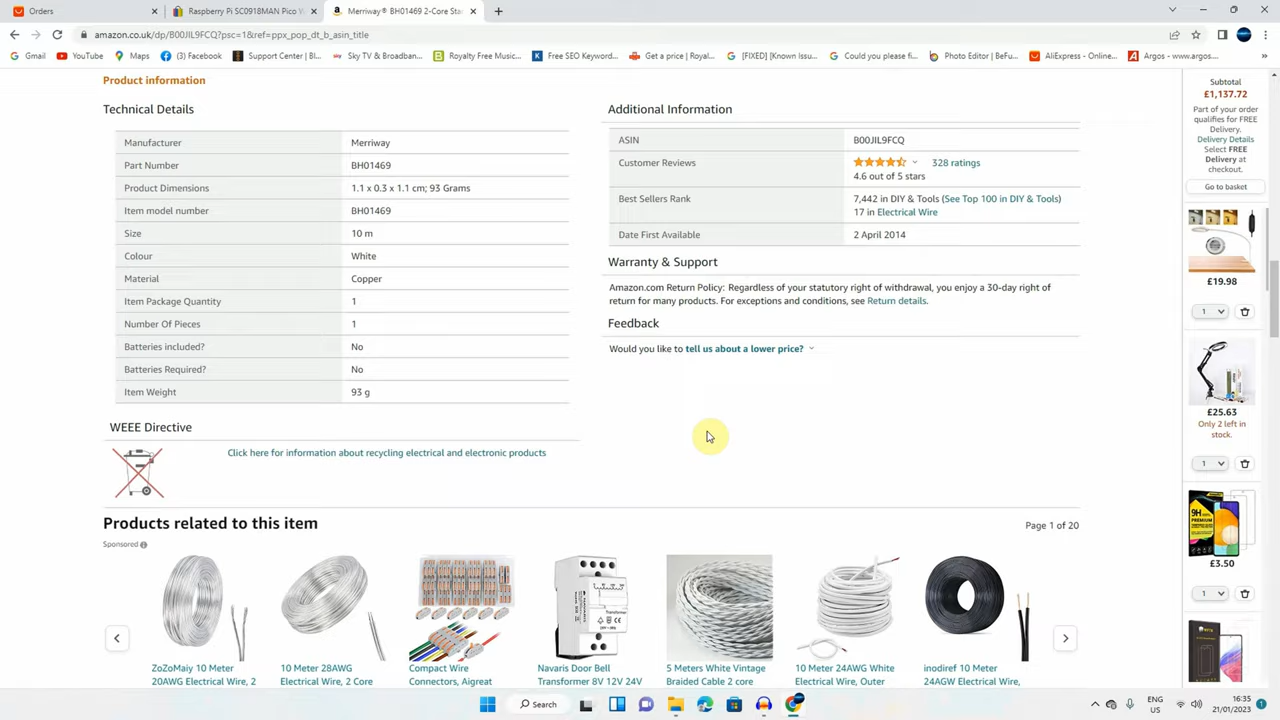 Orders
Raspberry Pi SC0918MAN Pico
Merriway® BH01469 2-Core Sta
amazon.co.uk/dp/B00JIL9FCQ?psc=1&ref=ppx_pop_dt_b_asin_title
Gmail
YouTube
Maps
(3) Facebook
Support Center | Bl...
Sky TV & Broadban...
Royalty Free Music...
Free SEO Keyword...
Get a price | Royal...
[FIXED] [Known Issu...
Could you please fi...
Photo Editor | BeFu...
AliExpress - Online...
Argos - www.argos...
Product information
Technical Details
Manufacturer Merriway
Part Number BH01469
Product Dimensions 1.1 x 0.3 x 1.1 cm; 93 Grams
Item model number BH01469
Size 10 m
Colour White
Material Copper
Item Package Quantity 1
Number Of Pieces 1
Batteries included? No
Batteries Required? No
Item Weight 93 g
WEEE Directive
Click here for information about recycling electrical and electronic products
Additional Information
ASIN B00JIL9FCQ
Customer Reviews 328 ratings
4.6 out of 5 stars
Best Sellers Rank 7,442 in DIY & Tools (See Top 100 in DIY & Tools)
17 in Electrical Wire
Date First Available 2 April 2014
Warranty & Support
Amazon.com Return Policy: Regardless of your statutory right of withdrawal, you enjoy a 30-day right of
return for many products. For exceptions and conditions, see Return details.
Feedback
Would you like to tell us about a lower price?
Subtotal
£1,137.72
Part of your order
qualifies for FREE
Delivery.
Delivery Details
Select FREE
Delivery at
checkout.
Go to basket
£19.98
1
£25.63
Only 2 left in
stock.
1
9H
PREMIUM
£3.50
1
Products related to this item
Page 1 of 20
Sponsored
ZoZoMaiy 10 Meter
20AWG Electrical Wire, 2
10 Meter 28AWG
Electrical Wire, 2 Core
Compact Wire
Connectors, Aigreat
Navaris Door Bell
Transformer 8V 12V 24V
5 Meters White Vintage
Braided Cable 2 core
10 Meter 24AWG White
Electrical Wire, Outer
inodiref 10 Meter
24AGW Electrical Wire,
Search
ENG
US
16:35
21/01/2023